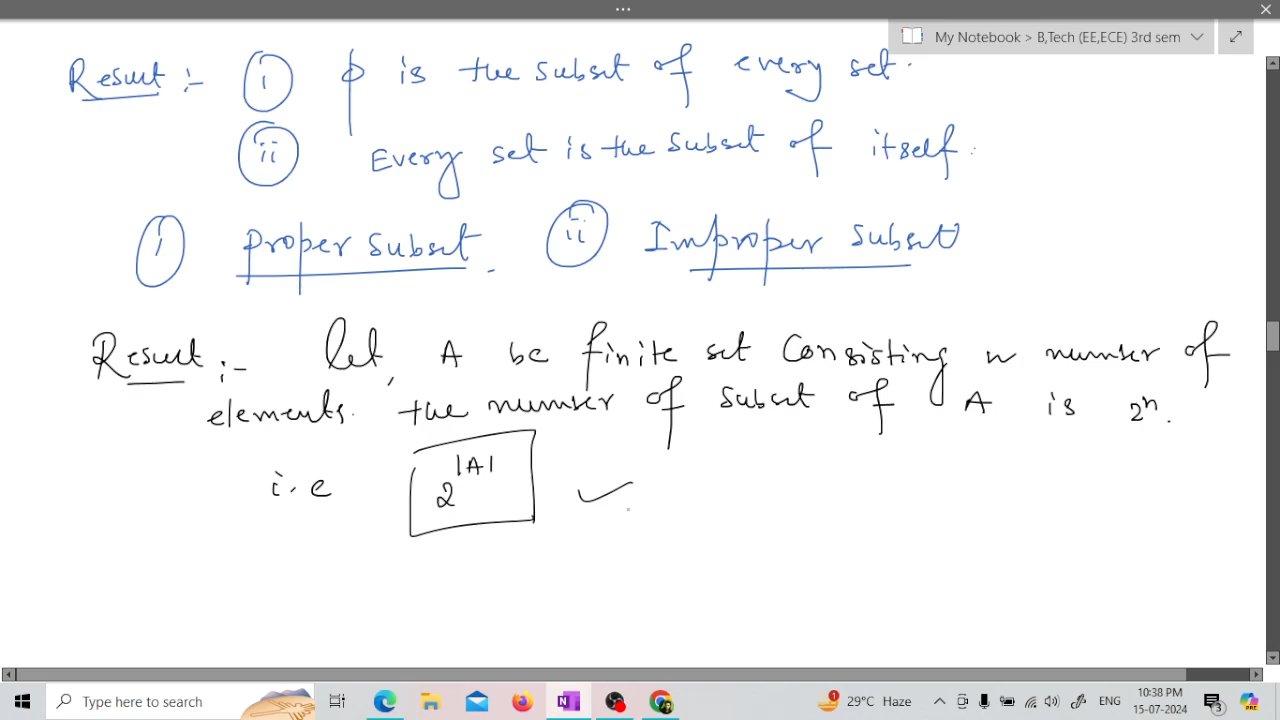 ...
My Notebook > B,Tech (EE,ECE) 3rd sem
Result :- i ϕ is the subset of every set.
ii Every set is the subset of itself.
i Proper subset. ii Improper subset
Result :- let, A be finite set Consisting n number of
elements. the number of subset of A is 2ⁿ.
i.e 2^|A| ✓
Type here to search
1
29°C Haze
ENG
10:38 PM
15-07-2024
3
PRE